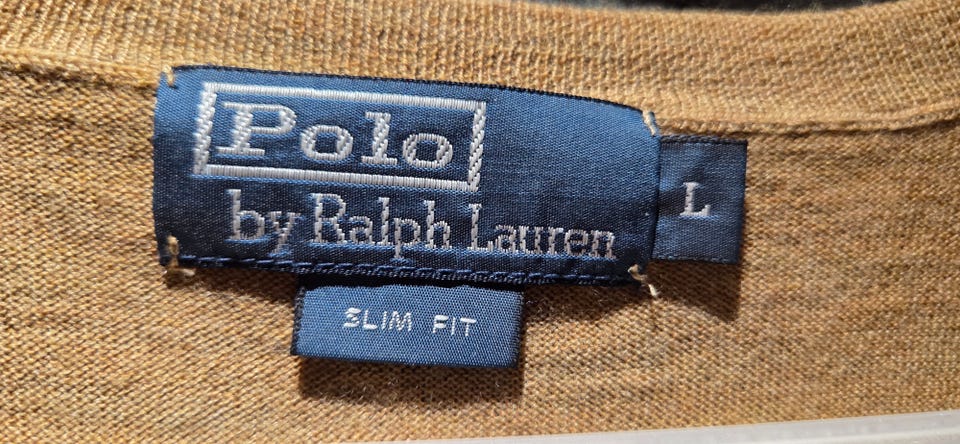 Polo
by Ralph Lauren
L
SLIM FIT